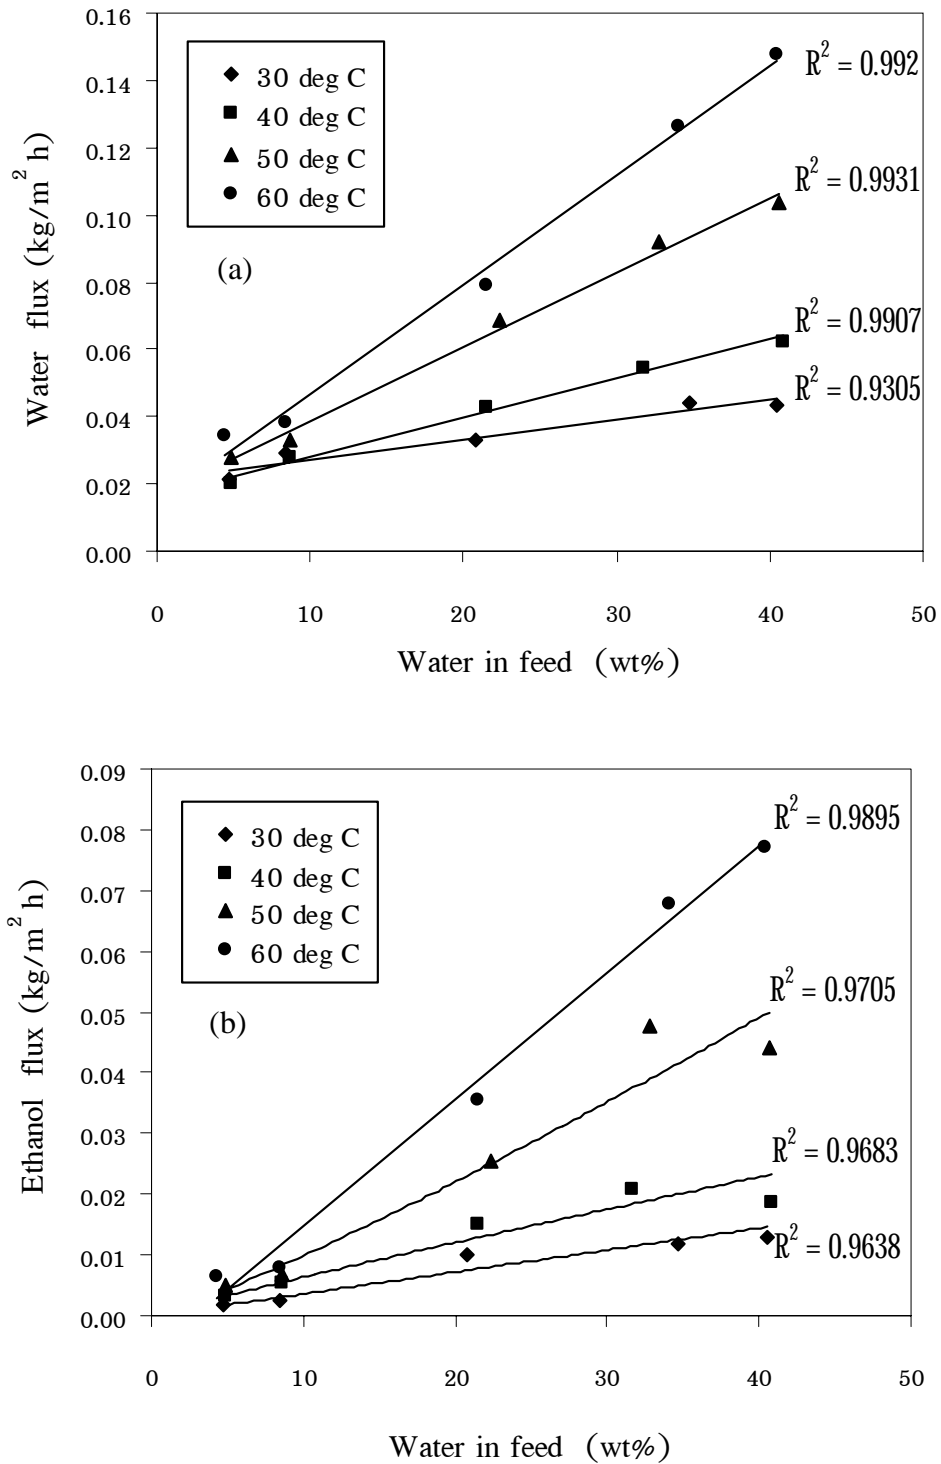 0.16
0.14
0.12
0.10
0.08
0.06
0.04
0.02
0.00
Water flux (kg/m² h)
30 deg C
40 deg C
50 deg C
60 deg C
(a)
R² = 0.992
R² = 0.9931
R² = 0.9907
R² = 0.9305
0 10 20 30 40 50
Water in feed (wt%)
0.09
0.08
0.07
0.06
0.05
0.04
0.03
0.02
0.01
0.00
Ethanol flux (kg/m² h)
30 deg C
40 deg C
50 deg C
60 deg C
(b)
R² = 0.9895
R² = 0.9705
R² = 0.9683
R² = 0.9638
0 10 20 30 40 50
Water in feed (wt%)